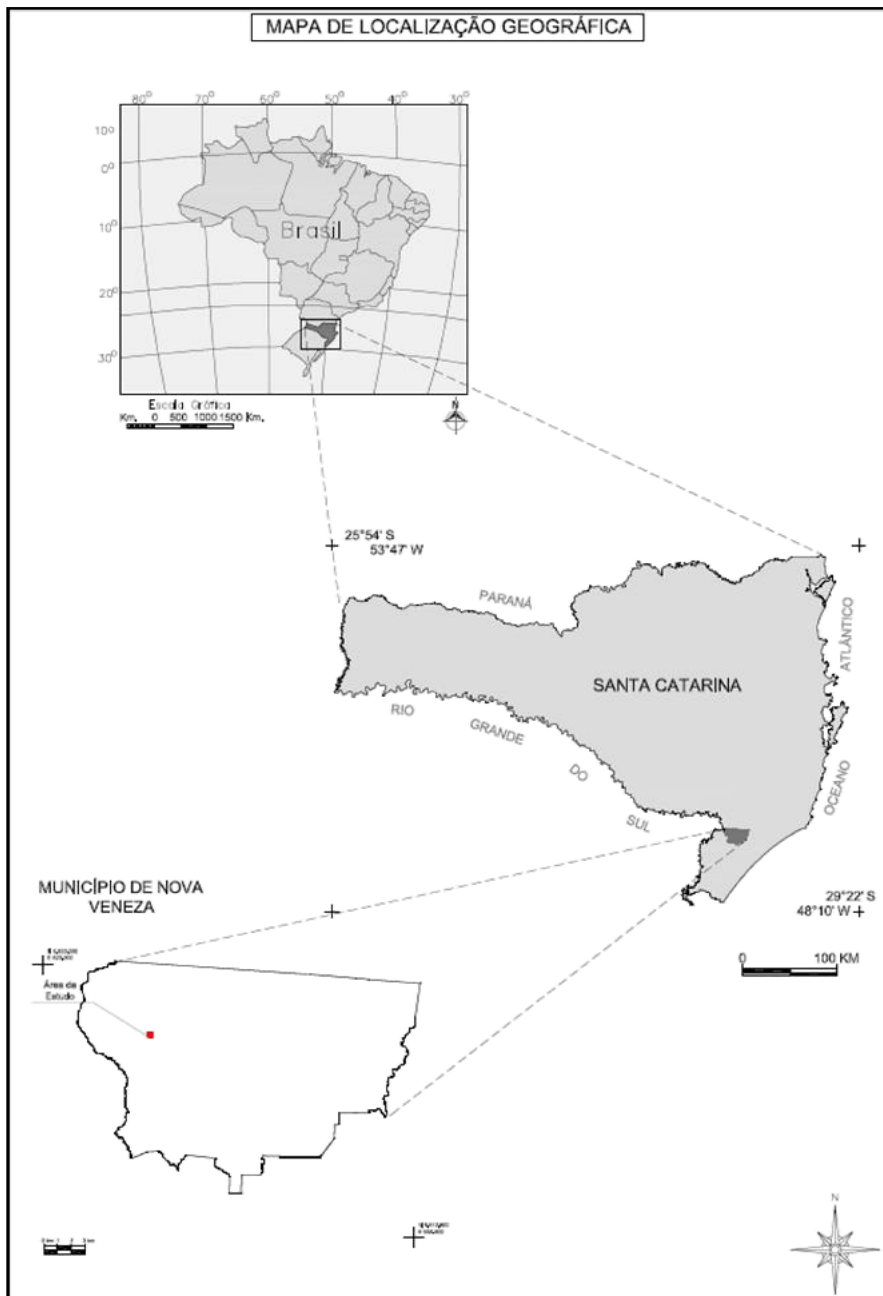 MAPA DE LOCALIZAÇÃO GEOGRÁFICA
80° 70° 60° 50° 40° 30°
10°
0°
10°
20°
30°
Brasil
Escala Gráfica
Km. 0 500 1000 1500 Km.
N
25°54' S
53°47' W
PARANÁ
ATLÂNTICO
SANTA CATARINA
RIO
GRANDE
DO
SUL
OCEANO
MUNICÍPIO DE NOVA
VENEZA
29°22' S
48°10' W
0 100 KM
Área de
Estudo
N